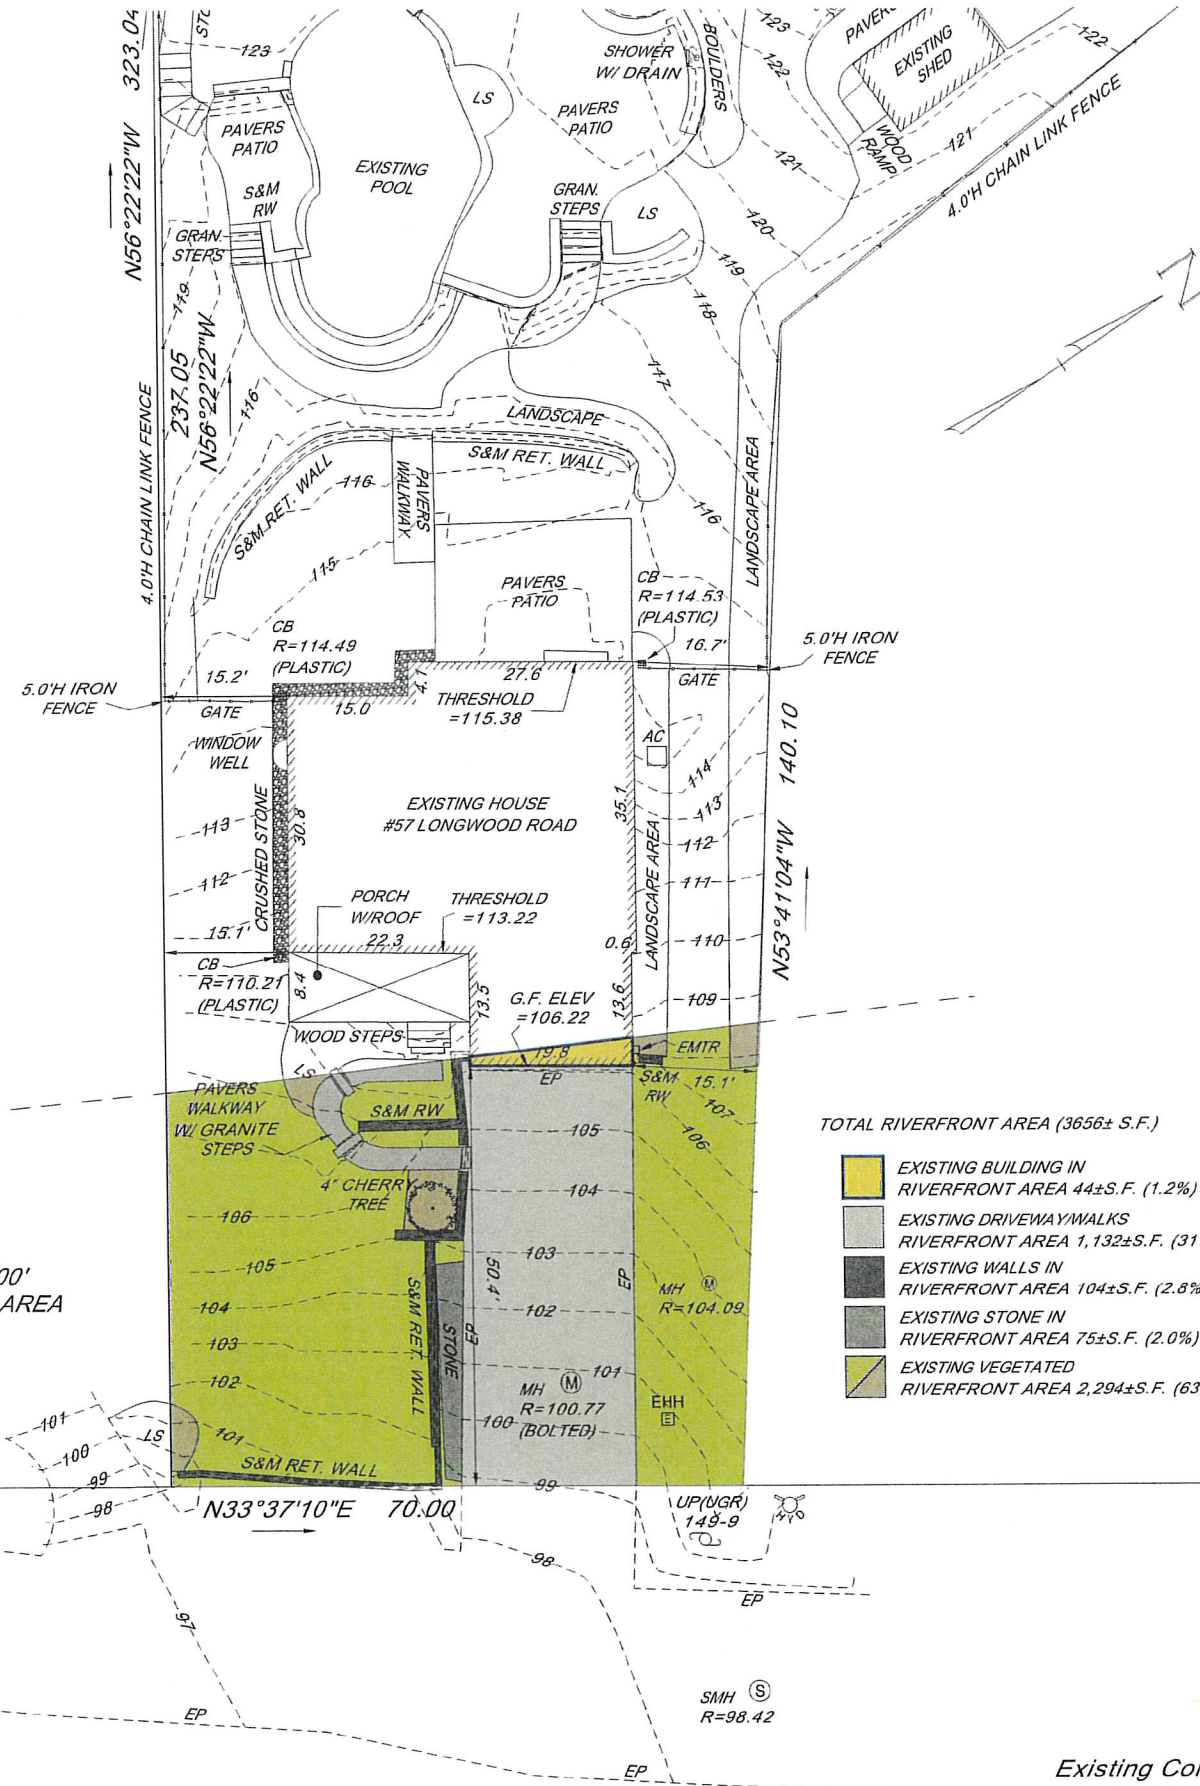 323.04
N56°22'22"W
123
PAVERS
PATIO
S&M
RW
GRAN.
STEPS
EXISTING
POOL
LS
SHOWER
W/ DRAIN
BOULDERS
PAVERS
PATIO
GRAN.
STEPS
LS
123
122
121
120
119
118
117
116
PAVERS
EXISTING
SHED
WOOD
RAMP
121
122
4.0'H CHAIN LINK FENCE
119
237.05
N56°22'22"W
116
4.0'H CHAIN LINK FENCE
LANDSCAPE
S&M RET. WALL
S&M RET. WALL
116
PAVERS
WALKWAY
115
LANDSCAPE AREA
PAVERS
PATIO
CB
R=114.53
(PLASTIC)
16.7'
5.0'H IRON
FENCE
GATE
CB
R=114.49
(PLASTIC)
15.2'
5.0'H IRON
FENCE
GATE
15.0
4.1
27.6
THRESHOLD
=115.38
WINDOW
WELL
AC
114
113
112
111
110
109
N53°41'04"W 140.10
113
112
CRUSHED STONE
30.8
EXISTING HOUSE
#57 LONGWOOD ROAD
35.1
LANDSCAPE AREA
PORCH
W/ROOF
THRESHOLD
=113.22
22.3
15.1'
0.6
CB
R=110.21
(PLASTIC)
8.4
13.5
G.F. ELEV
=106.22
13.6
WOOD STEPS
LS
19.8
EP
EMTR
S&M
RW
15.1'
107
106
PAVERS
WALKWAY
W/ GRANITE
STEPS
S&M RW
4" CHERRY
TREE
105
104
103
102
101
100
99
106
105
104
103
102
101
50.4'
EP
EP
S&M RET. WALL
STONE
MH
R=104.09
MH
R=100.77
(BOLTED)
EHH
E
TOTAL RIVERFRONT AREA (3656± S.F.)
EXISTING BUILDING IN
RIVERFRONT AREA 44±S.F. (1.2%)
EXISTING DRIVEWAY/WALKS
RIVERFRONT AREA 1,132±S.F. (31
EXISTING WALLS IN
RIVERFRONT AREA 104±S.F. (2.8%
EXISTING STONE IN
RIVERFRONT AREA 75±S.F. (2.0%)
EXISTING VEGETATED
RIVERFRONT AREA 2,294±S.F. (63
00'
AREA
101
100
99
98
LS
S&M RET. WALL
N33°37'10"E 70.00
UP(UGR)
149-9
HYD
98
97
EP
EP
EP
SMH S
R=98.42
Existing Co